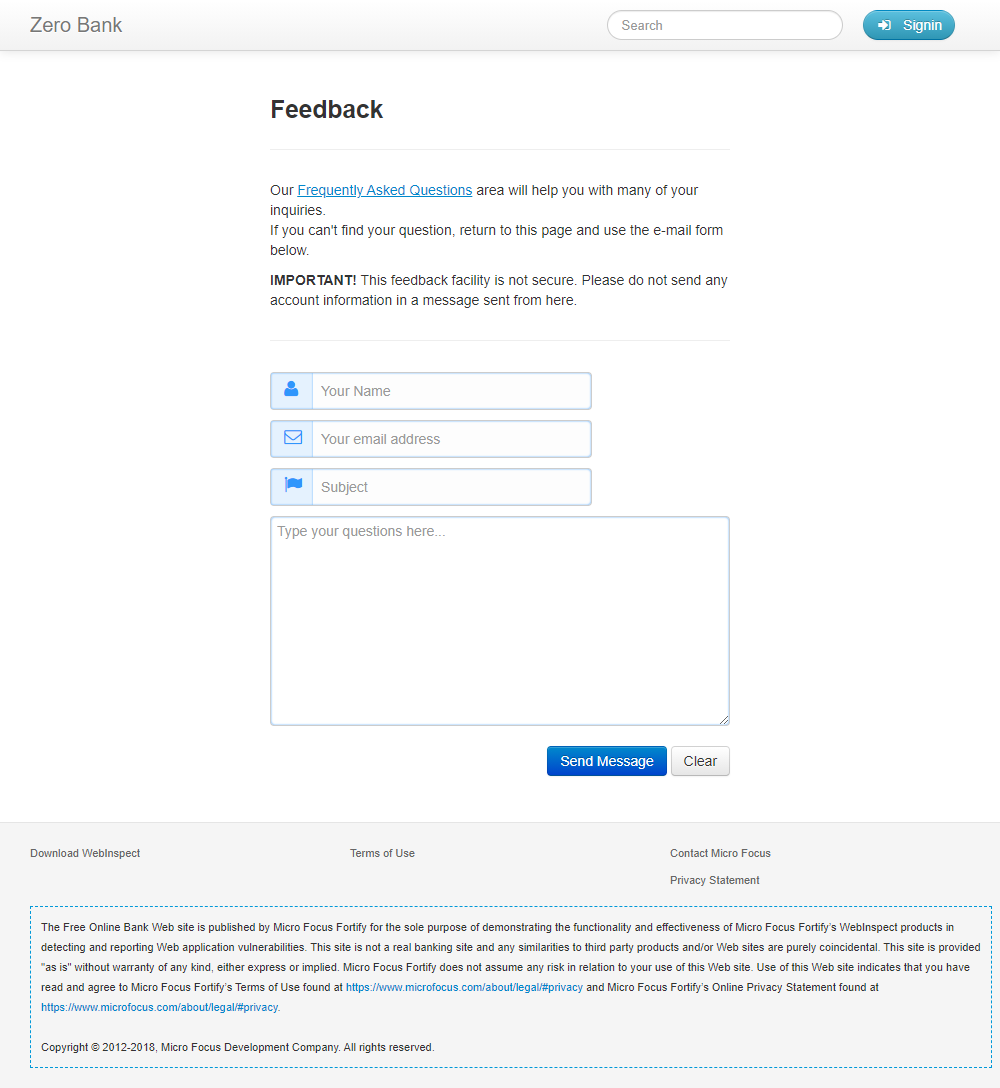 Zero Bank
Search
Signin
Feedback
Our Frequently Asked Questions area will help you with many of your
inquiries.
If you can't find your question, return to this page and use the e-mail form
below.
IMPORTANT! This feedback facility is not secure. Please do not send any
account information in a message sent from here.
Your Name
Your email address
Subject
Type your questions here...
Send Message
Clear
Download WebInspect
Terms of Use
Contact Micro Focus
Privacy Statement
The Free Online Bank Web site is published by Micro Focus Fortify for the sole purpose of demonstrating the functionality and effectiveness of Micro Focus Fortify’s WebInspect products in
detecting and reporting Web application vulnerabilities. This site is not a real banking site and any similarities to third party products and/or Web sites are purely coincidental. This site is provided
"as is" without warranty of any kind, either express or implied. Micro Focus Fortify does not assume any risk in relation to your use of this Web site. Use of this Web site indicates that you have
read and agree to Micro Focus Fortify’s Terms of Use found at https://www.microfocus.com/about/legal/#privacy and Micro Focus Fortify’s Online Privacy Statement found at
https://www.microfocus.com/about/legal/#privacy.
Copyright © 2012-2018, Micro Focus Development Company. All rights reserved.